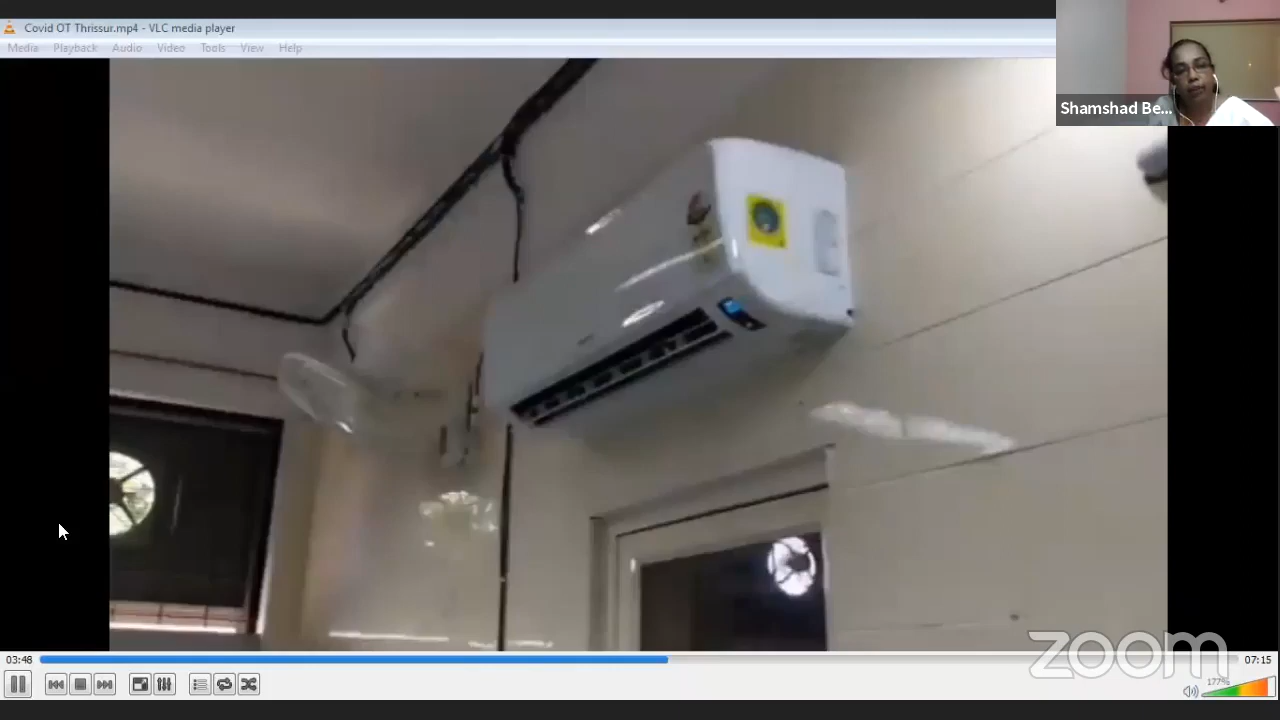 Covid OT Thrissur.mp4 - VLC media player
Media Playback Audio Video Tools View Help
Shamshad Be...
03:48
07:15
zoom
177%